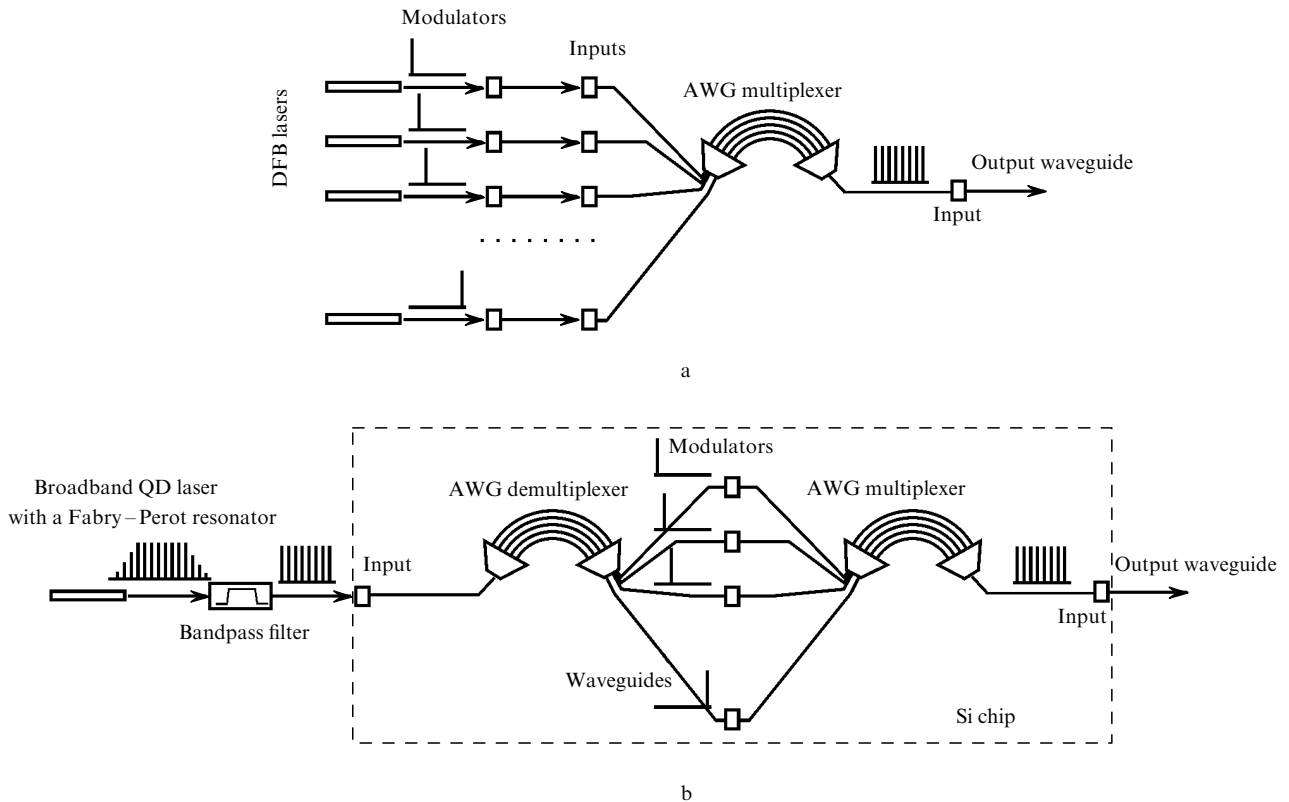 Modulators
Inputs
DFB lasers
AWG multiplexer
Output waveguide
Input
a
Modulators
Broadband QD laser
with a Fabry–Perot resonator
AWG demultiplexer
AWG multiplexer
Input
Output waveguide
Bandpass filter
Input
Waveguides
Si chip
b